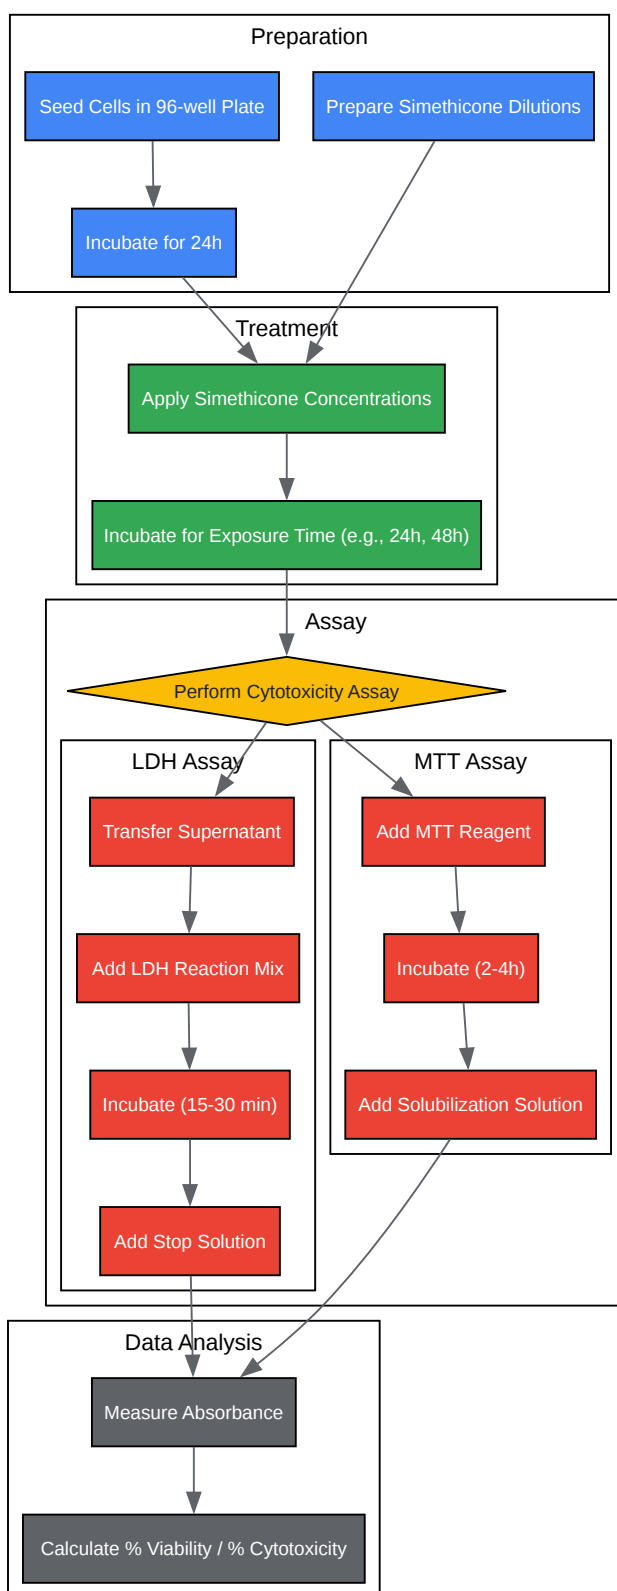 Preparation
Seed Cells in 96-well Plate
Prepare Simethicone Dilutions
Incubate for 24h
Treatment
Apply Simethicone Concentrations
Incubate for Exposure Time (e.g., 24h, 48h)
Assay
Perform Cytotoxicity Assay
LDH Assay
Transfer Supernatant
Add LDH Reaction Mix
Incubate (15-30 min)
Add Stop Solution
MTT Assay
Add MTT Reagent
Incubate (2-4h)
Add Solubilization Solution
Data Analysis
Measure Absorbance
Calculate % Viability / % Cytotoxicity